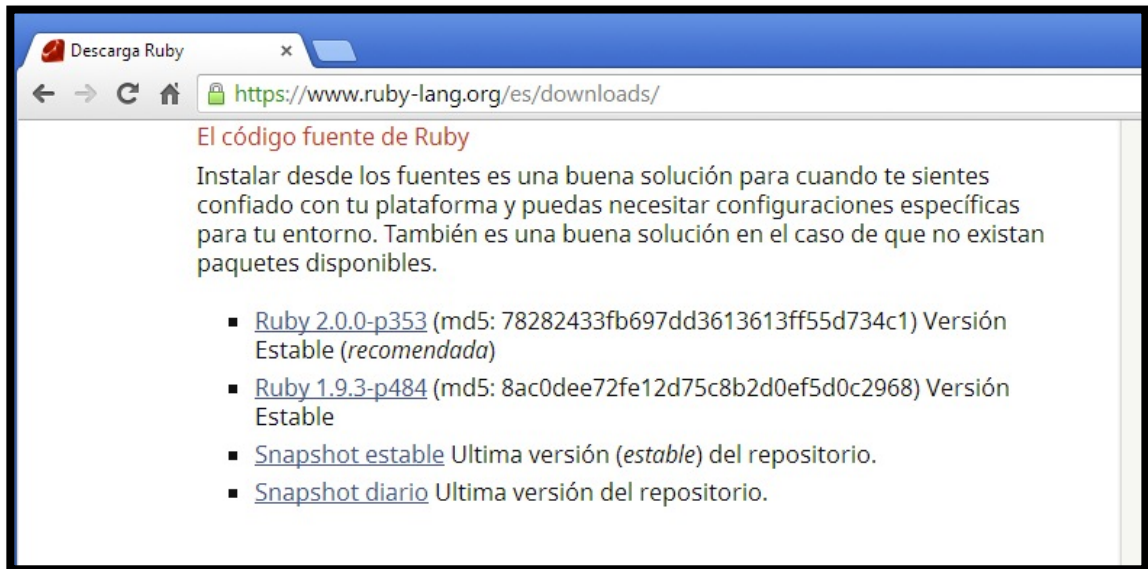 Descarga Ruby
https://www.ruby-lang.org/es/downloads/
El código fuente de Ruby
Instalar desde los fuentes es una buena solución para cuando te sientes
confiado con tu plataforma y puedas necesitar configuraciones específicas
para tu entorno. También es una buena solución en el caso de que no existan
paquetes disponibles.
Ruby 2.0.0-p353 (md5: 78282433fb697dd3613613ff55d734c1) Versión
Estable (recomendada)
Ruby 1.9.3-p484 (md5: 8ac0dee72fe12d75c8b2d0ef5d0c2968) Versión
Estable
Snapshot estable Ultima versión (estable) del repositorio.
Snapshot diario Ultima versión del repositorio.